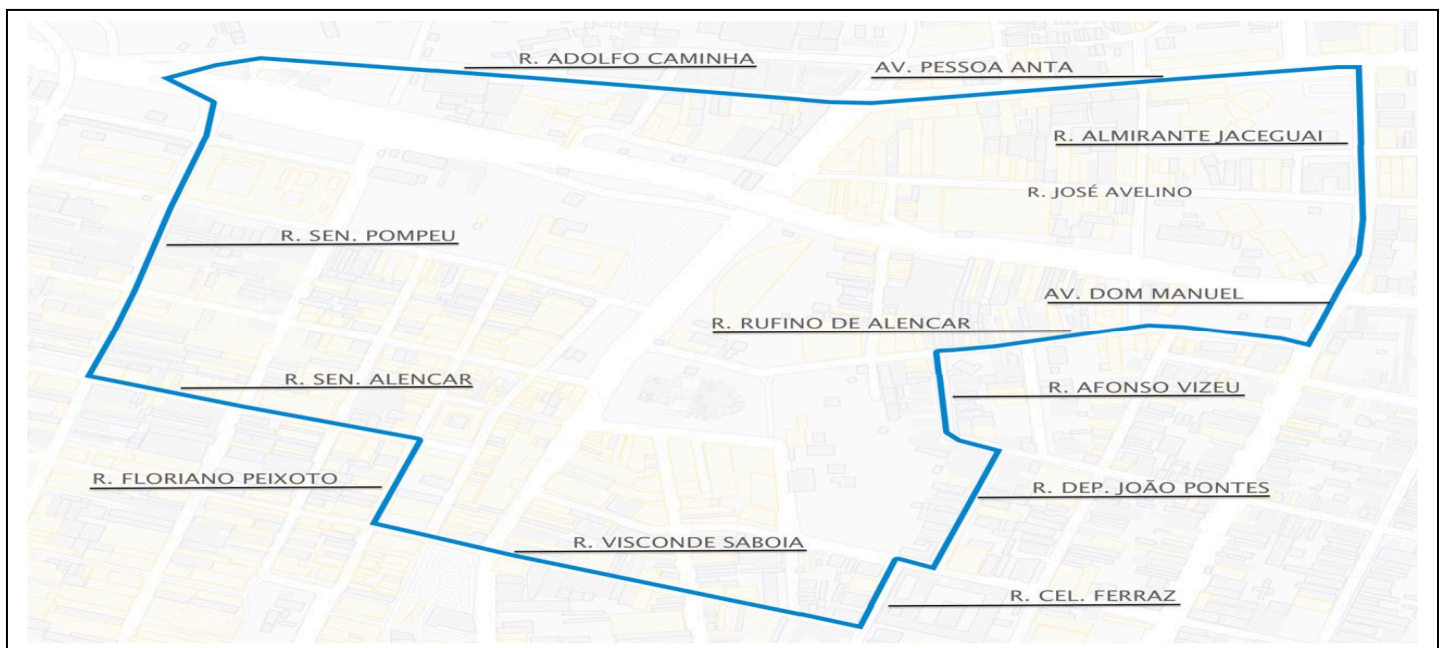 R. ADOLFO CAMINHA
AV. PESSOA ANTA
R. ALMIRANTE JACEGUAI
R. JOSÉ AVELINO
R. SEN. POMPEU
AV. DOM MANUEL
R. RUFINO DE ALENCAR
R. SEN. ALENCAR
R. AFONSO VIZEU
R. FLORIANO PEIXOTO
R. DEP. JOÃO PONTES
R. VISCONDE SABOIA
R. CEL. FERRAZ